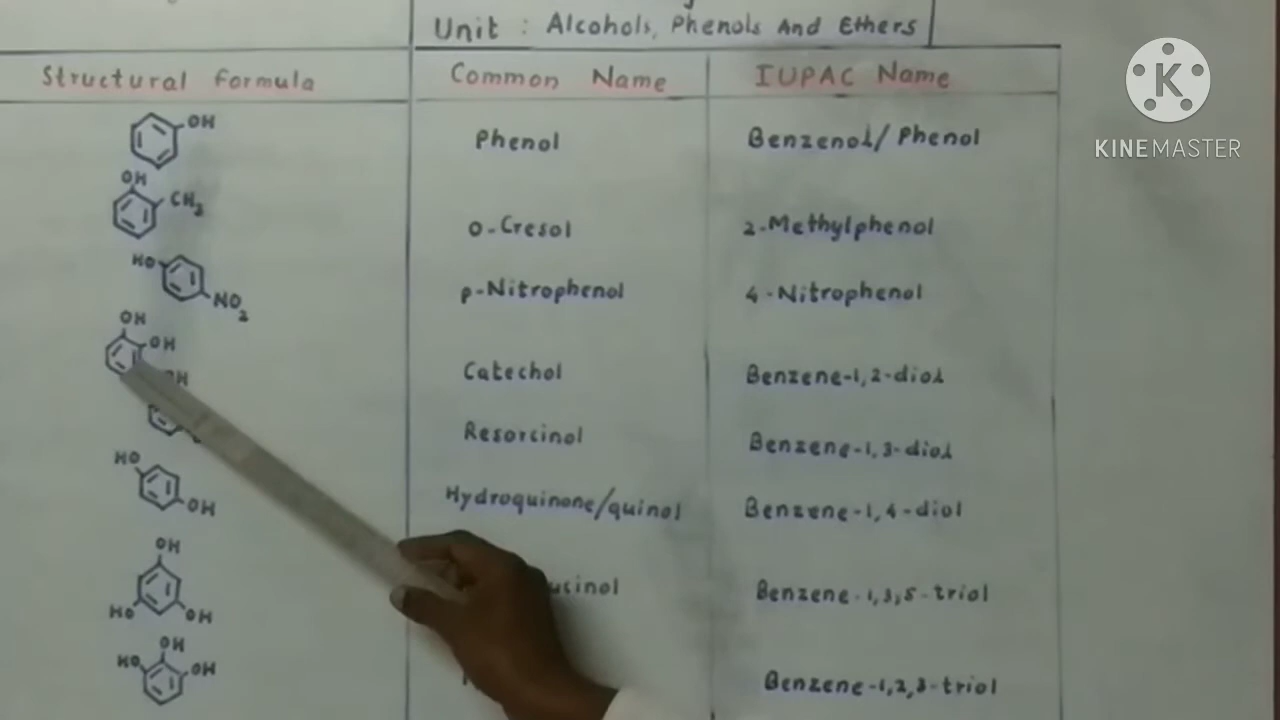 Unit : Alcohols, Phenols And Ethers
Structural Formula Common Name IUPAC Name
K
KINEMASTER
OH Phenol Benzenol/Phenol
OH
CH3 o-Cresol 2-Methylphenol
HO
NO2 p-Nitrophenol 4-Nitrophenol
OH
OH Catechol Benzene-1,2-diol
OH
Resorcinol Benzene-1,3-diol
HO
OH Hydroquinone/quinol Benzene-1,4-diol
OH
HO OH Benzene-1,3,5-triol
OH
HO OH Benzene-1,2,3-triol